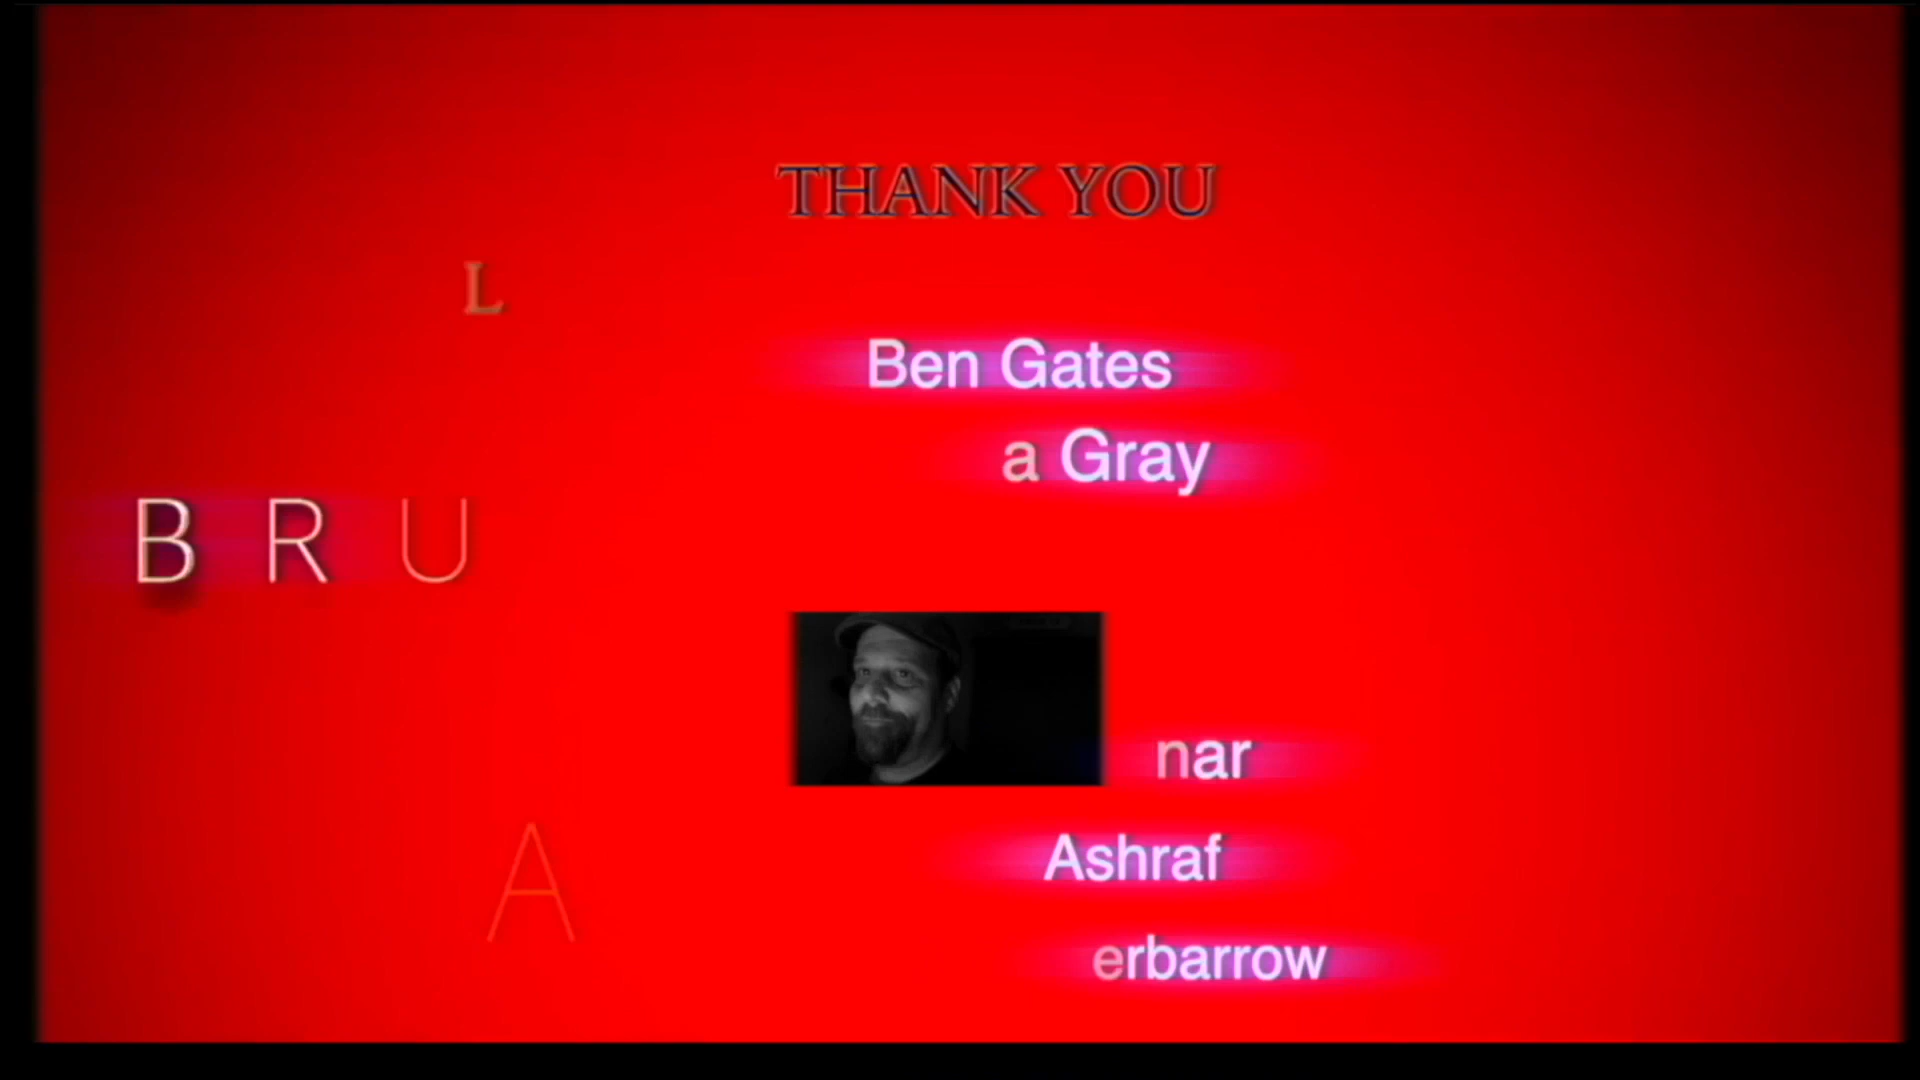 THANK YOU
L
Ben Gates
a Gray
B R U
nar
Ashraf
A
erbarrow